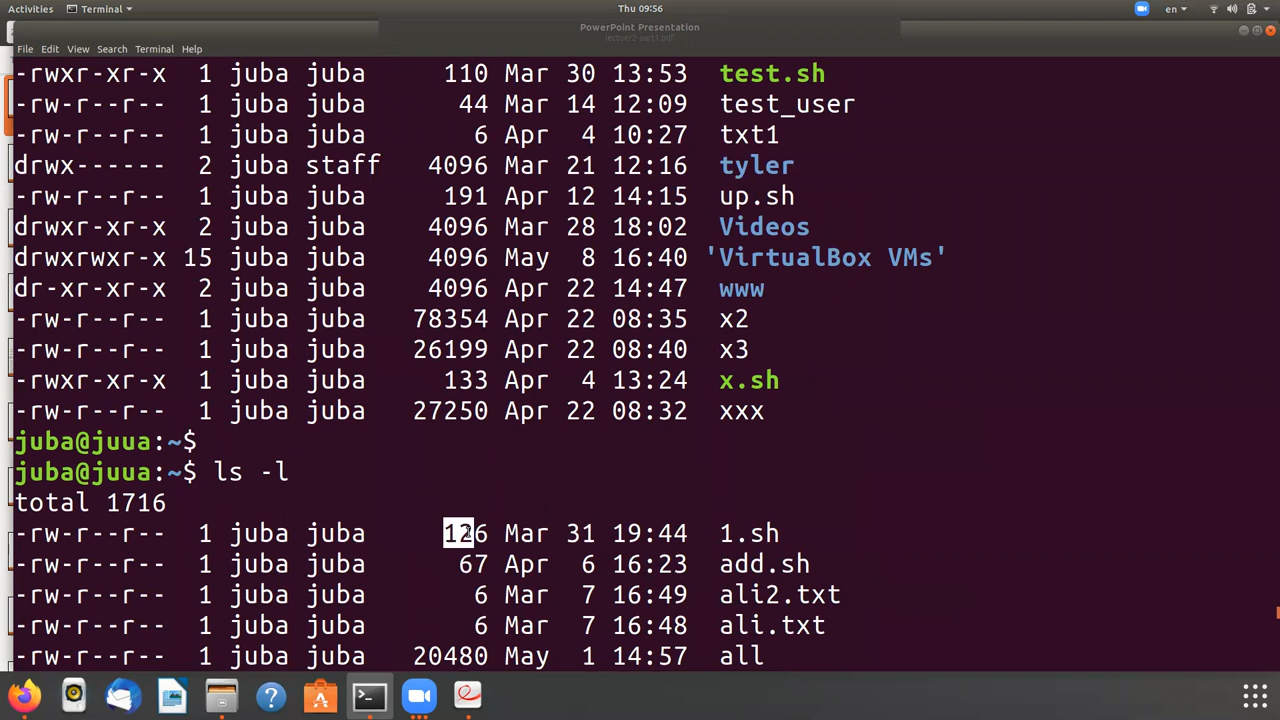 Activities Terminal Thu 09:56 en
PowerPoint Presentation
lectver2-part1.pdf
File Edit View Search Terminal Help
-rwxr-xr-x 1 juba juba 110 Mar 30 13:53 test.sh
-rw-r--r-- 1 juba juba 44 Mar 14 12:09 test_user
-rw-r--r-- 1 juba juba 6 Apr 4 10:27 txt1
drwx------ 2 juba staff 4096 Mar 21 12:16 tyler
-rw-r--r-- 1 juba juba 191 Apr 12 14:15 up.sh
drwxr-xr-x 2 juba juba 4096 Mar 28 18:02 Videos
drwxrwxr-x 15 juba juba 4096 May 8 16:40 'VirtualBox VMs'
dr-xr-xr-x 2 juba juba 4096 Apr 22 14:47 www
-rw-r--r-- 1 juba juba 78354 Apr 22 08:35 x2
-rw-r--r-- 1 juba juba 26199 Apr 22 08:40 x3
-rwxr-xr-x 1 juba juba 133 Apr 4 13:24 x.sh
-rw-r--r-- 1 juba juba 27250 Apr 22 08:32 xxx
juba@juua:~$
juba@juua:~$ ls -l
total 1716
-rw-r--r-- 1 juba juba 126 Mar 31 19:44 1.sh
-rw-r--r-- 1 juba juba 67 Apr 6 16:23 add.sh
-rw-r--r-- 1 juba juba 6 Mar 7 16:49 ali2.txt
-rw-r--r-- 1 juba juba 6 Mar 7 16:48 ali.txt
-rw-r--r-- 1 juba juba 20480 May 1 14:57 all